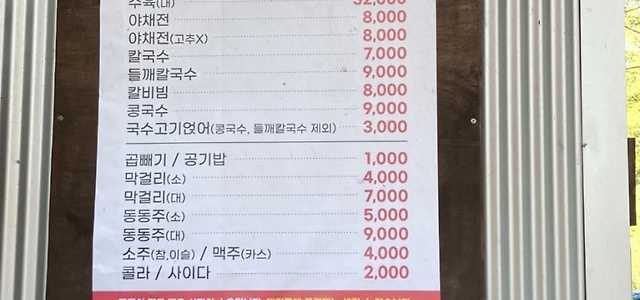 수육(대) 32,000
야채전 8,000
야채전(고추X) 8,000
칼국수 7,000
들깨칼국수 9,000
칼비빔 8,000
콩국수 9,000
국수고기얹어(콩국수, 들깨칼국수 제외) 3,000
곱빼기 / 공기밥 1,000
막걸리(소) 4,000
막걸리(대) 7,000
동동주(소) 5,000
동동주(대) 9,000
소주(참,이슬) / 맥주(카스) 4,000
콜라 / 사이다 2,000